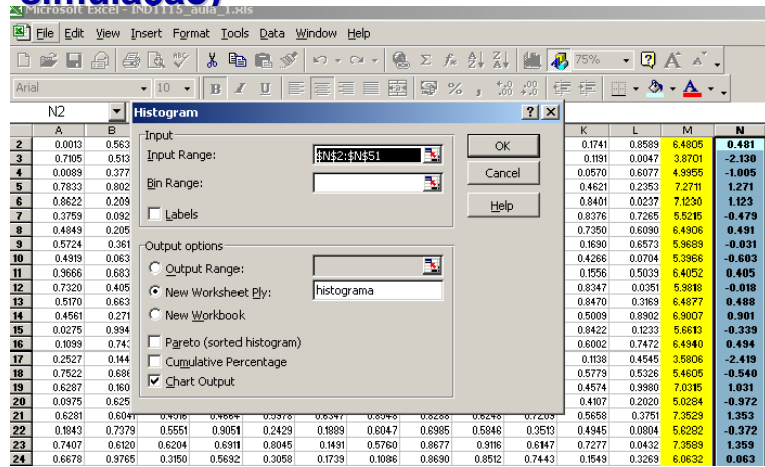 simulação)
Microsoft Excel - IND1115_aula_1.xls
File Edit View Insert Format Tools Data Window Help
75%
Arial 10 B I U
N2
Histogram
Input
Input Range: $N$2:$N$51
Bin Range:
Labels
Output options
Output Range:
New Worksheet Ply: histograma
New Workbook
Pareto (sorted histogram)
Cumulative Percentage
Chart Output
OK
Cancel
Help
A B K L M N
2 0.0013 0.563 0.1741 0.8589 6.4805 0.481
3 0.7105 0.513 0.1191 0.0047 3.8701 -2.130
4 0.0089 0.377 0.0570 0.6077 4.9955 -1.005
5 0.7833 0.802 0.4621 0.2353 7.2711 1.271
6 0.8622 0.209 0.8401 0.0237 7.1230 1.123
7 0.3759 0.092 0.8376 0.7265 5.5215 -0.479
8 0.4849 0.205 0.7350 0.6090 6.4906 0.491
9 0.5724 0.361 0.1690 0.6573 5.9689 -0.031
10 0.4919 0.063 0.4266 0.0704 5.3966 -0.603
11 0.9666 0.683 0.1556 0.5039 6.4052 0.405
12 0.7320 0.405 0.8347 0.0351 5.9818 -0.018
13 0.5170 0.663 0.8470 0.3169 6.4877 0.488
14 0.4561 0.271 0.5009 0.8902 6.9007 0.901
15 0.0275 0.994 0.8422 0.1233 5.6613 -0.339
16 0.1099 0.6002 0.7472 6.4940 0.494
17 0.2527 0.144 0.1138 0.4545 3.5806 -2.419
18 0.7522 0.686 0.5779 0.5326 5.4605 -0.540
19 0.6287 0.160 0.4574 0.9980 7.0315 1.031
20 0.0975 0.625 0.4107 0.2020 5.0284 -0.972
21 0.6281 0.6041 0.5658 0.3751 7.3529 1.353
22 0.1843 0.7379 0.5551 0.9051 0.2429 0.1889 0.6047 0.6985 0.5846 0.3513 0.4945 0.0804 5.6282 -0.372
23 0.7407 0.6120 0.6204 0.6911 0.8045 0.1491 0.5760 0.8677 0.9116 0.6147 0.7277 0.0432 7.3589 1.359
24 0.6678 0.9765 0.3150 0.5692 0.3058 0.1739 0.1086 0.8690 0.8512 0.7443 0.1549 0.3269 6.0632 0.063